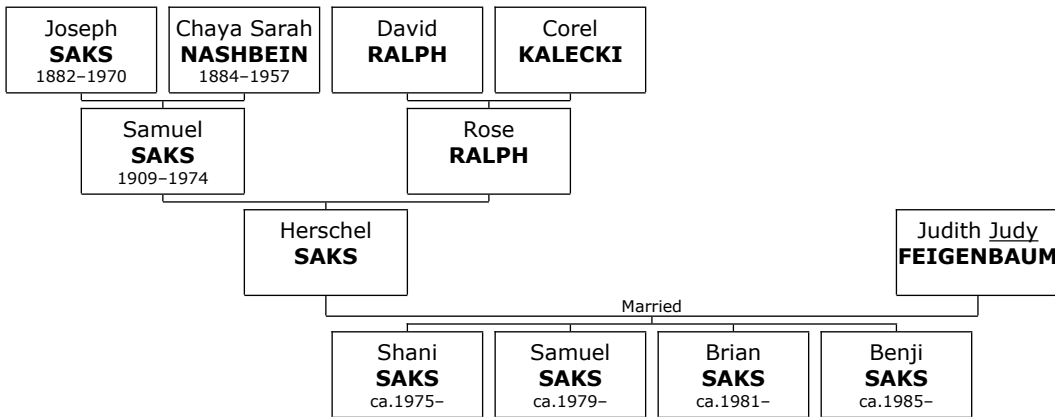 Joseph
SAKS
1882–1970
Chaya Sarah
NASHBEIN
1884–1957
David
RALPH
Corel
KALECKI
Samuel
SAKS
1909–1974
Rose
RALPH
Herschel
SAKS
Judith Judy
FEIGENBAUM
Married
Shani
SAKS
ca.1975–
Samuel
SAKS
ca.1979–
Brian
SAKS
ca.1981–
Benji
SAKS
ca.1985–